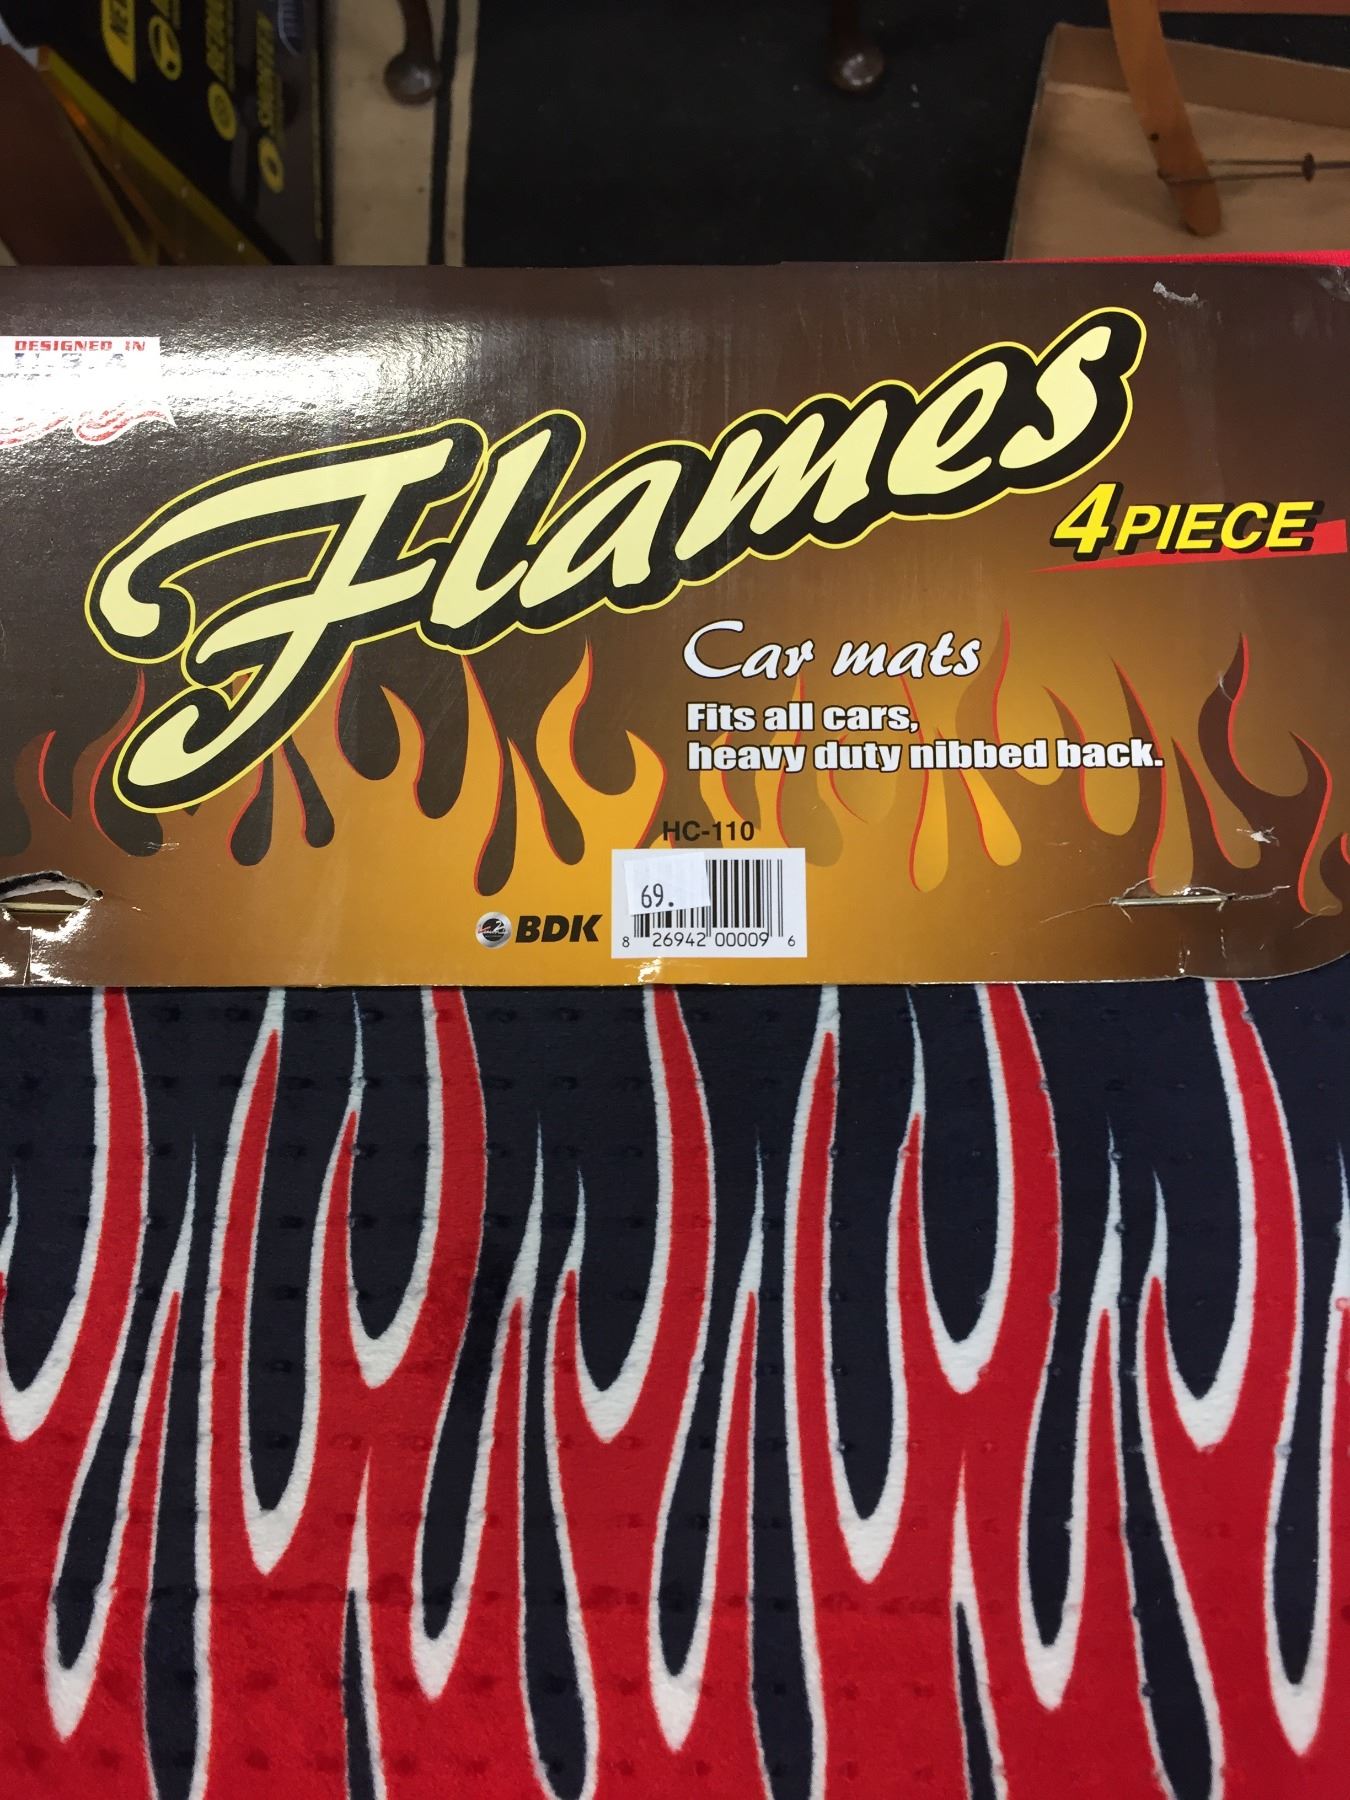 DESIGNED IN
U.S.A
Flames
4 PIECE
Car mats
Fits all cars,
heavy duty nibbed back.
HC-110
69.
BDK
8 26942 00009 6